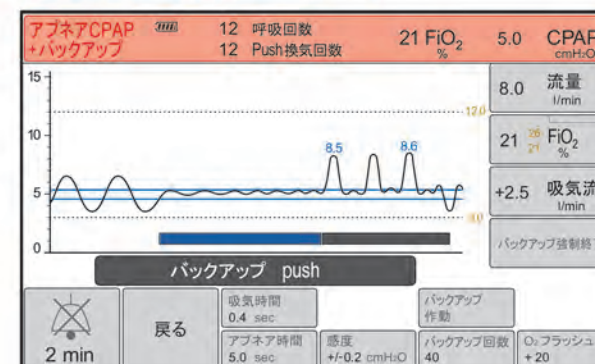 アプネアCPAP
+バックアップ
12 呼吸回数
12 Push換気回数
21 FiO₂
%
5.0 CPAP
cmH₂O
15
12.0
10
8.5
8.6
5
3.0
0
バックアップ push
8.0 流量
l/min
21 26 FiO₂
21 %
+2.5 吸気流
l/min
バックアップ強制終
2 min
戻る
吸気時間
0.4 sec
アプネア時間
5.0 sec
感度
+/-0.2 cmH₂O
バックアップ
作動
バックアップ回数
40
O₂フラッシュ
+20